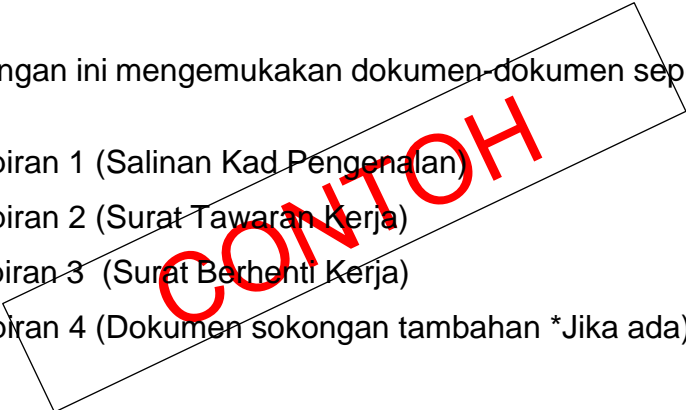 ngan ini mengemukakan dokumen-dokumen sep
piran 1 (Salinan Kad Pengenalan)
piran 2 (Surat Tawaran Kerja)
piran 3 (Surat Berhenti Kerja)
piran 4 (Dokumen sokongan tambahan *Jika ada)
CONTOH